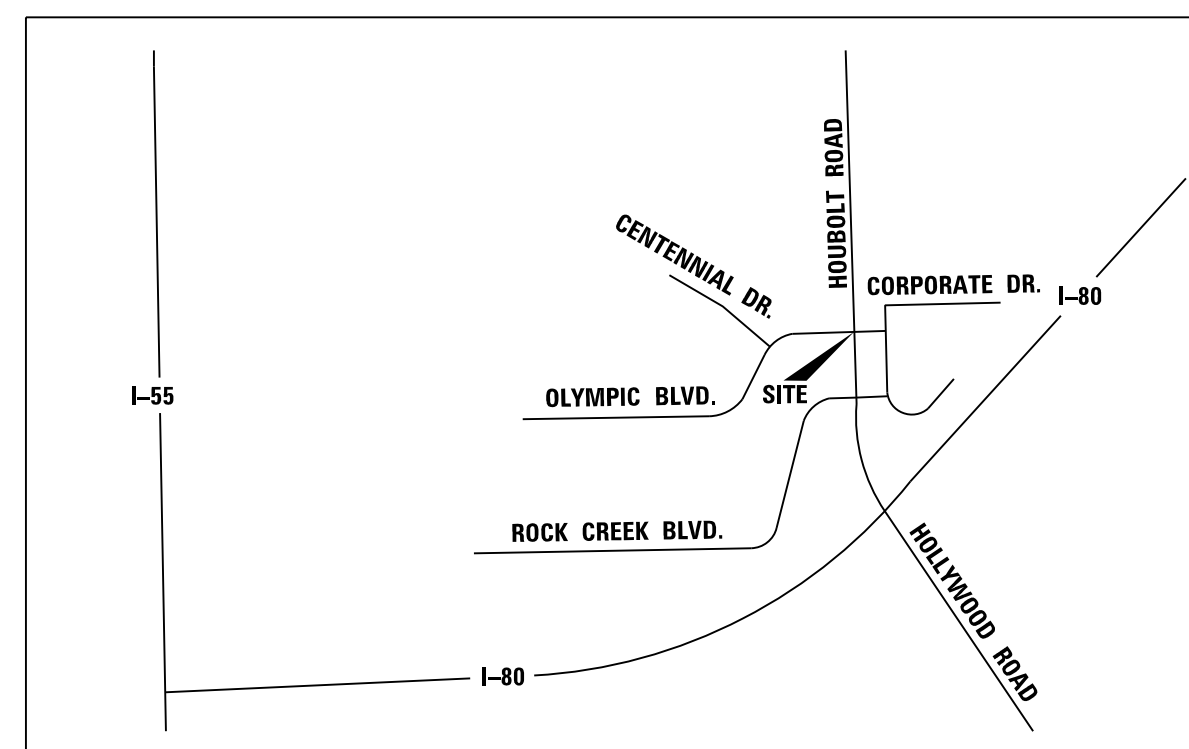 HOUBOLT ROAD
CENTENNIAL DR.
CORPORATE DR.
I–80
I–55
OLYMPIC BLVD.
SITE
ROCK CREEK BLVD.
HOLLYWOOD ROAD
I–80